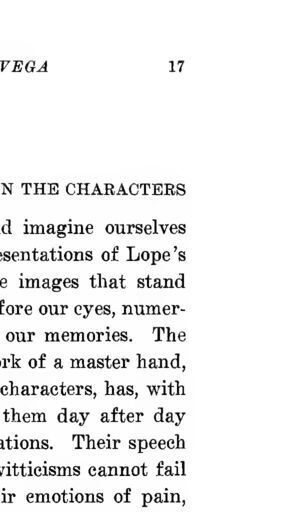 VEGA 17
N THE CHARACTERS
d imagine ourselves
esentations of Lope's
e images that stand
fore our eyes, numer-
our memories. The
rk of a master hand,
characters, has, with
them day after day
ations. Their speech
vitticisms cannot fail
ir emotions of pain,